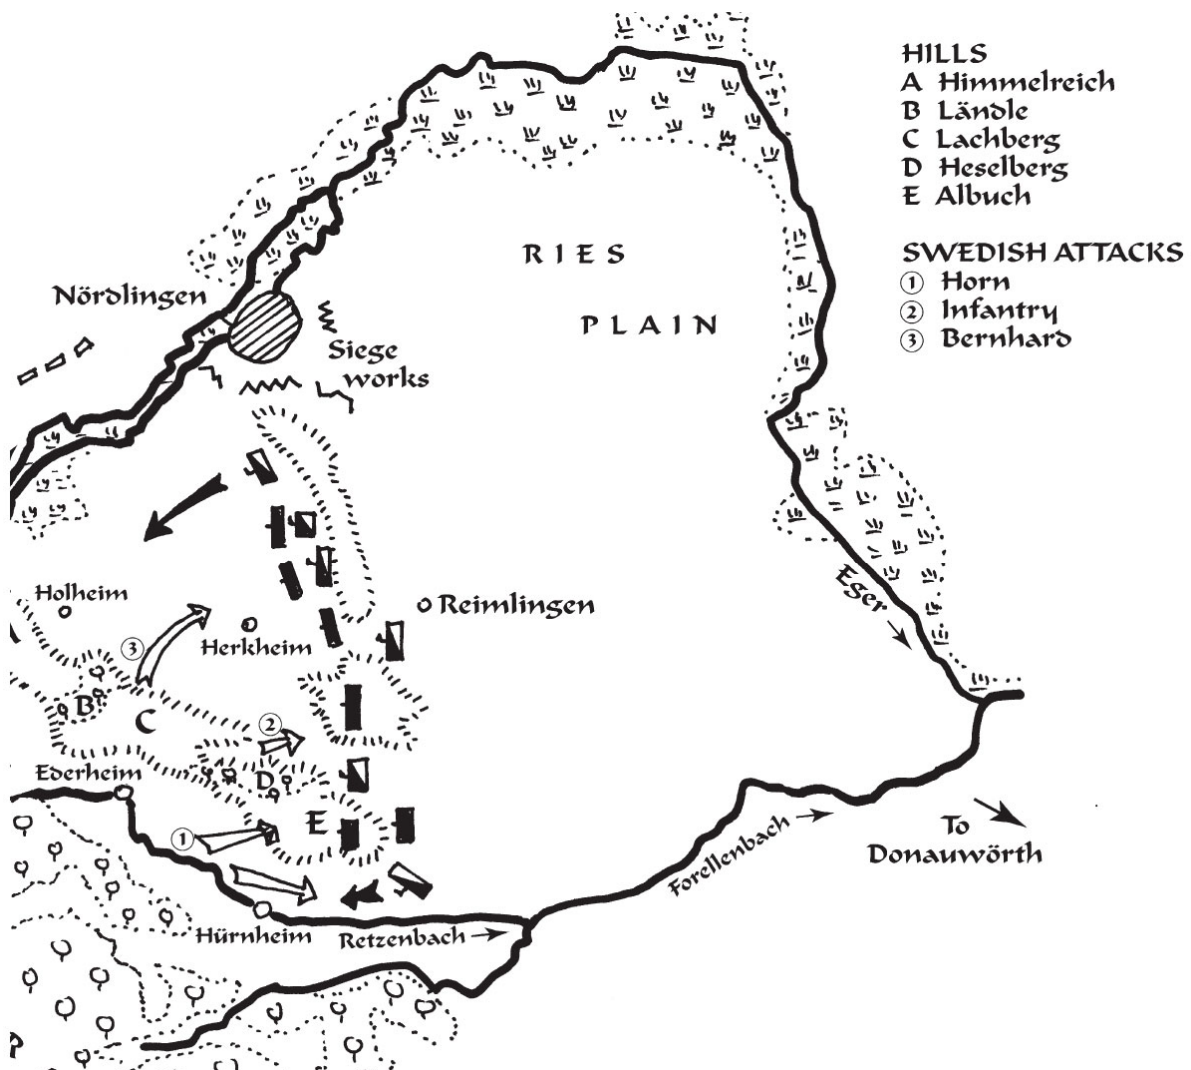 HILLS
A Himmelreich
B Ländle
C Lachberg
D Heselberg
E Albuch
SWEDISH ATTACKS
1 Horn
2 Infantry
3 Bernhard
RIES
PLAIN
Nördlingen
Siege
works
Holheim
Herkheim
Reimlingen
Eger
3
B
C
2
D
Ederheim
E
1
To
Donauwörth
Forellenbach
Hürnheim
Retzenbach